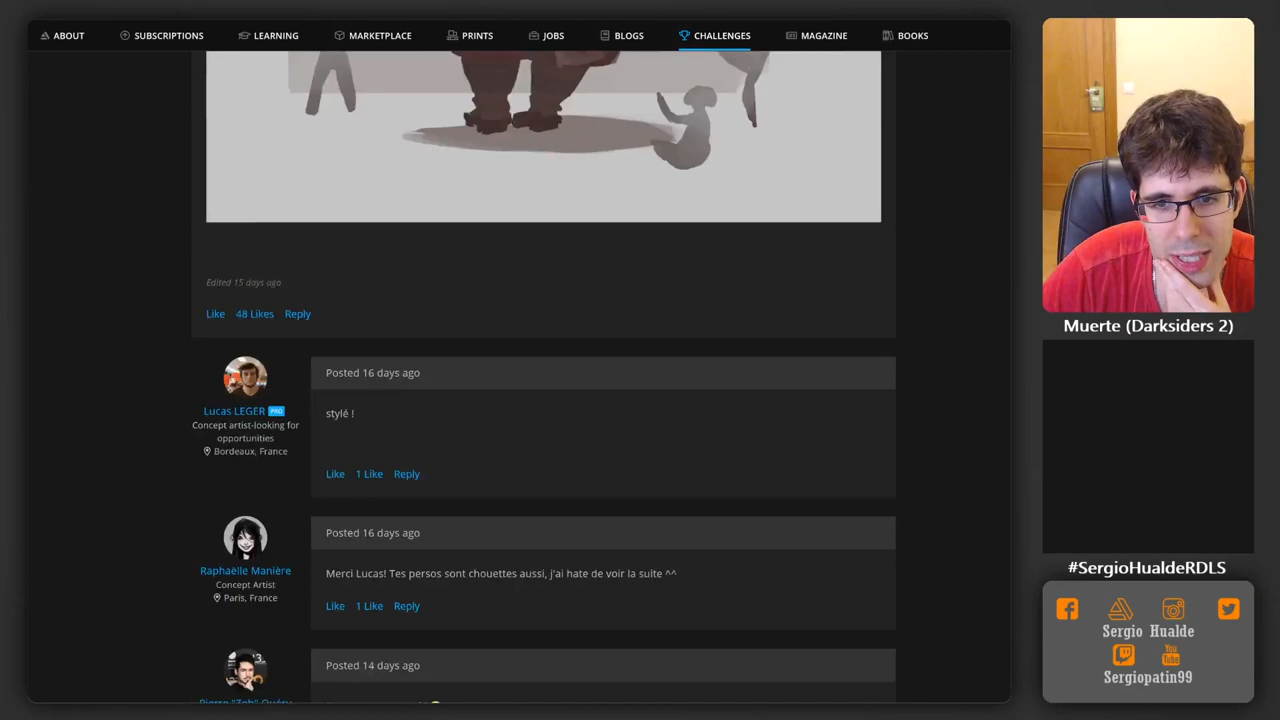 ABOUT SUBSCRIPTIONS LEARNING MARKETPLACE PRINTS JOBS BLOGS CHALLENGES MAGAZINE BOOKS
Edited 15 days ago
Like 48 Likes Reply
Posted 16 days ago
Lucas LEGER PRO
Concept artist-looking for
opportunities
Bordeaux, France
stylé !
Like 1 Like Reply
Posted 16 days ago
Raphaëlle Manière
Concept Artist
Paris, France
Merci Lucas! Tes persos sont chouettes aussi, j'ai hate de voir la suite ^^
Like 1 Like Reply
Posted 14 days ago
Muerte (Darksiders 2)
#SergioHualdeRDLS
Sergio Hualde
You
Tube
Sergiopatin99